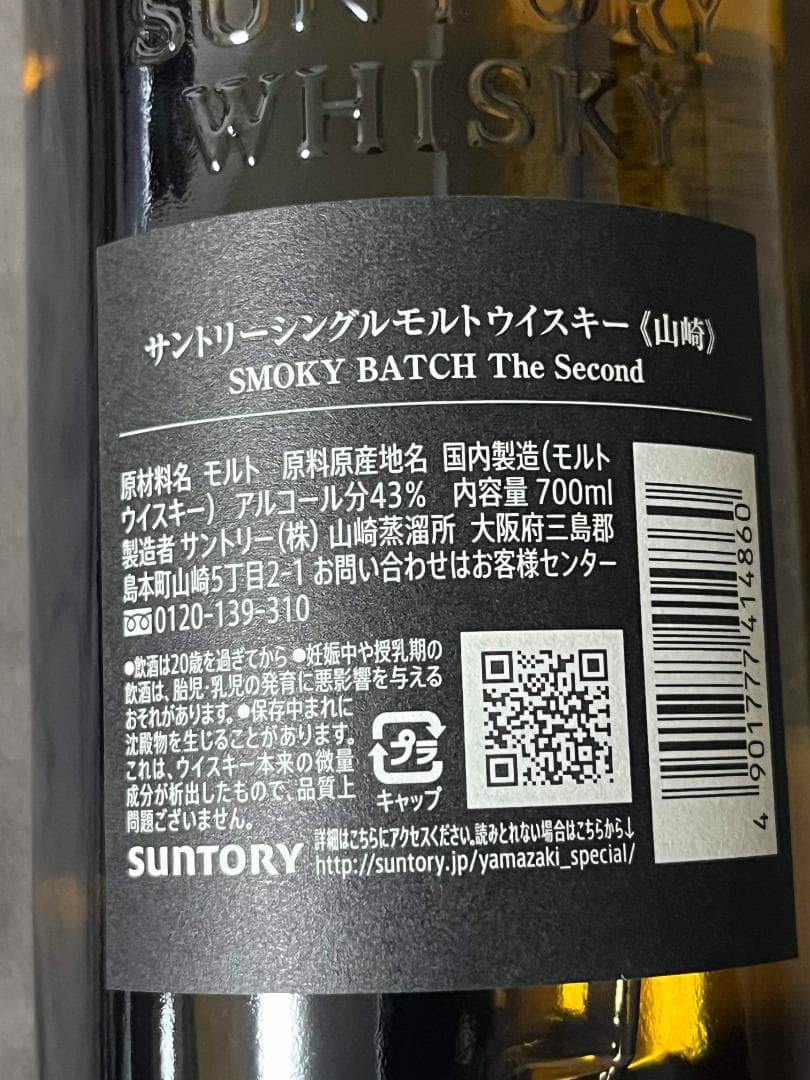 SUNTORY
WHISKY
サントリーシングルモルトウイスキー《山崎》
SMOKY BATCH The Second
原材料名 モルト 原料原産地名 国内製造(モルト
ウイスキー) アルコール分43% 内容量 700ml
製造者 サントリー(株) 山崎蒸溜所 大阪府三島郡
島本町山崎5丁目2-1 お問い合わせはお客様センター
0120-139-310
●飲酒は20歳を過ぎてから ●妊娠中や授乳期の
飲酒は、胎児・乳児の発育に悪影響を与える
おそれがあります。●保存中まれに
沈殿物を生じることがあります。
これは、ウイスキー本来の微量
成分が析出したもので、品質上
問題ございません。
プラ
キャップ
SUNTORY
詳細はこちらにアクセスください。読みとれない場合はこちらから↓
http://suntory.jp/yamazaki_special/
4 901777 414860